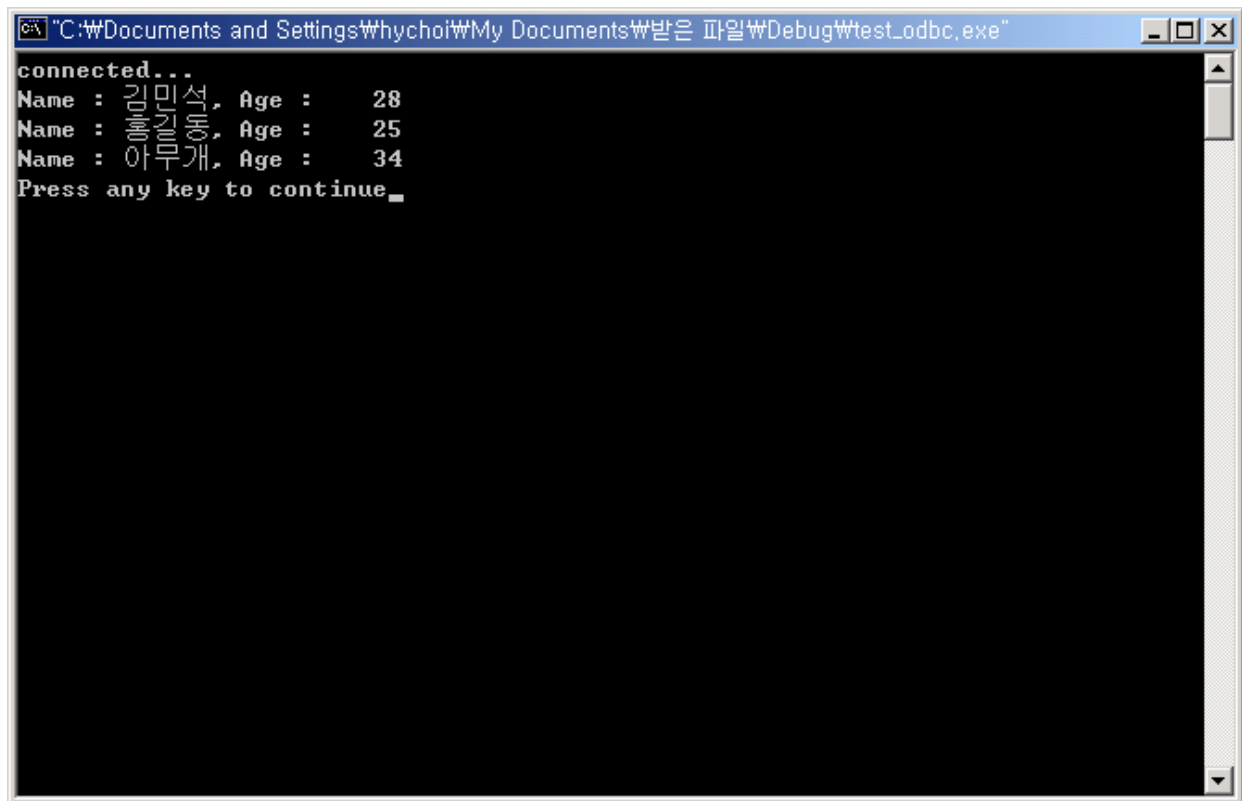 "C:₩Documents and Settings₩hychoi₩My Documents₩받은 파일₩Debug₩test_odbc.exe"
connected...
Name : 김민석, Age :    28
Name : 홍길동, Age :    25
Name : 아무개, Age :    34
Press any key to continue_